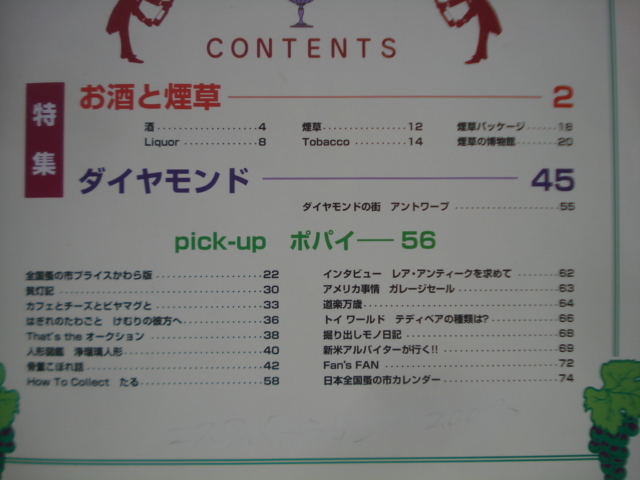 CONTENTS
特集
お酒と煙草 2
酒 4
Liquor 8
煙草 12
Tobacco 14
煙草パッケージ 18
煙草の博物館 20
ダイヤモンド 45
ダイヤモンドの街 アントワープ 55
pick-up ポパイ 56
全国蚤の市プライスかわら版 22
黄灯記 30
カフェとチーズとビヤマグと 33
はぎれのたわごと けむりの彼方へ 36
That's the オークション 38
人形図鑑 浄瑠璃人形 40
骨董こぼれ話 42
How To Collect たる 58
インタビュー レア・アンティークを求めて 62
アメリカ事情 ガレージセール 63
道楽万歳 64
トイ ワールド テディベアの種類は? 66
掘り出しモノ日記 68
新米アルバイターが行く!! 69
Fan's FAN 72
日本全国蚤の市カレンダー 74